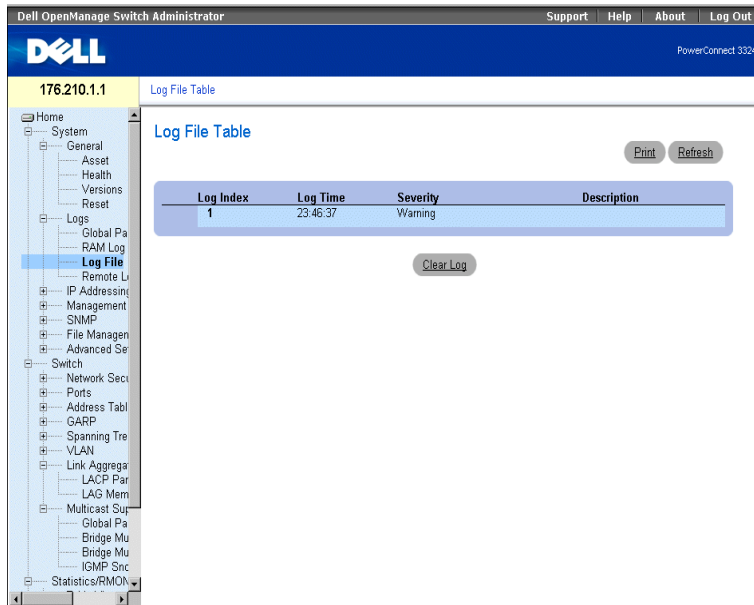 Dell OpenManage Switch Administrator
Support Help About Log Out
DELL
PowerConnect 3324
176.210.1.1
Log File Table
Home
System
General
Asset
Health
Versions
Reset
Logs
Global Pa
RAM Log
Log File
Remote L
IP Addressing
Management
SNMP
File Managen
Advanced Se
Switch
Network Secu
Ports
Address Tabl
GARP
Spanning Tre
VLAN
Link Aggrega
LACP Par
LAG Mem
Multicast Sup
Global Pa
Bridge Mu
Bridge Mu
IGMP Sno
Statistics/RMON
Log File Table
Print Refresh
Log Index Log Time Severity Description
1 23:46:37 Warning
Clear Log